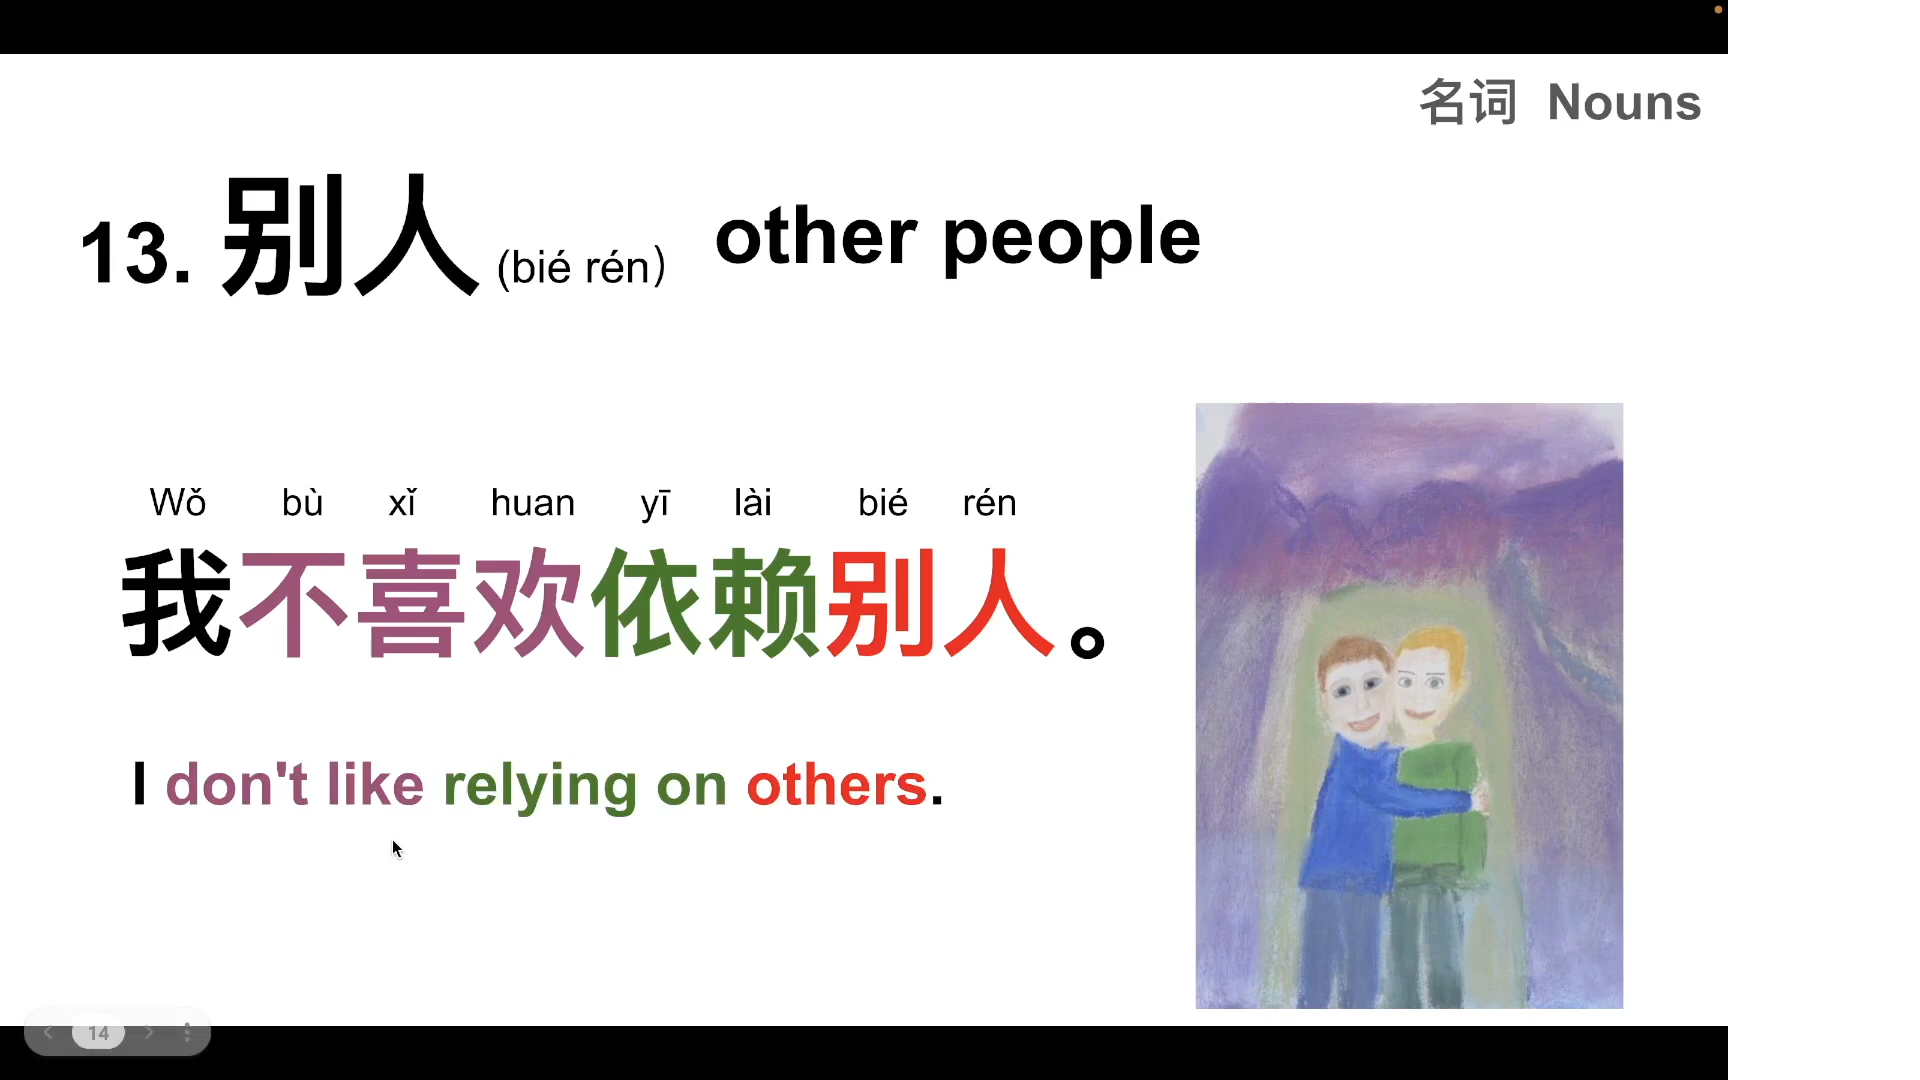 名词 Nouns
13. 别人 (bié rén) other people
Wǒ bù xǐ huan yī lài bié rén
我不喜欢依赖别人。
I don't like relying on others.
14